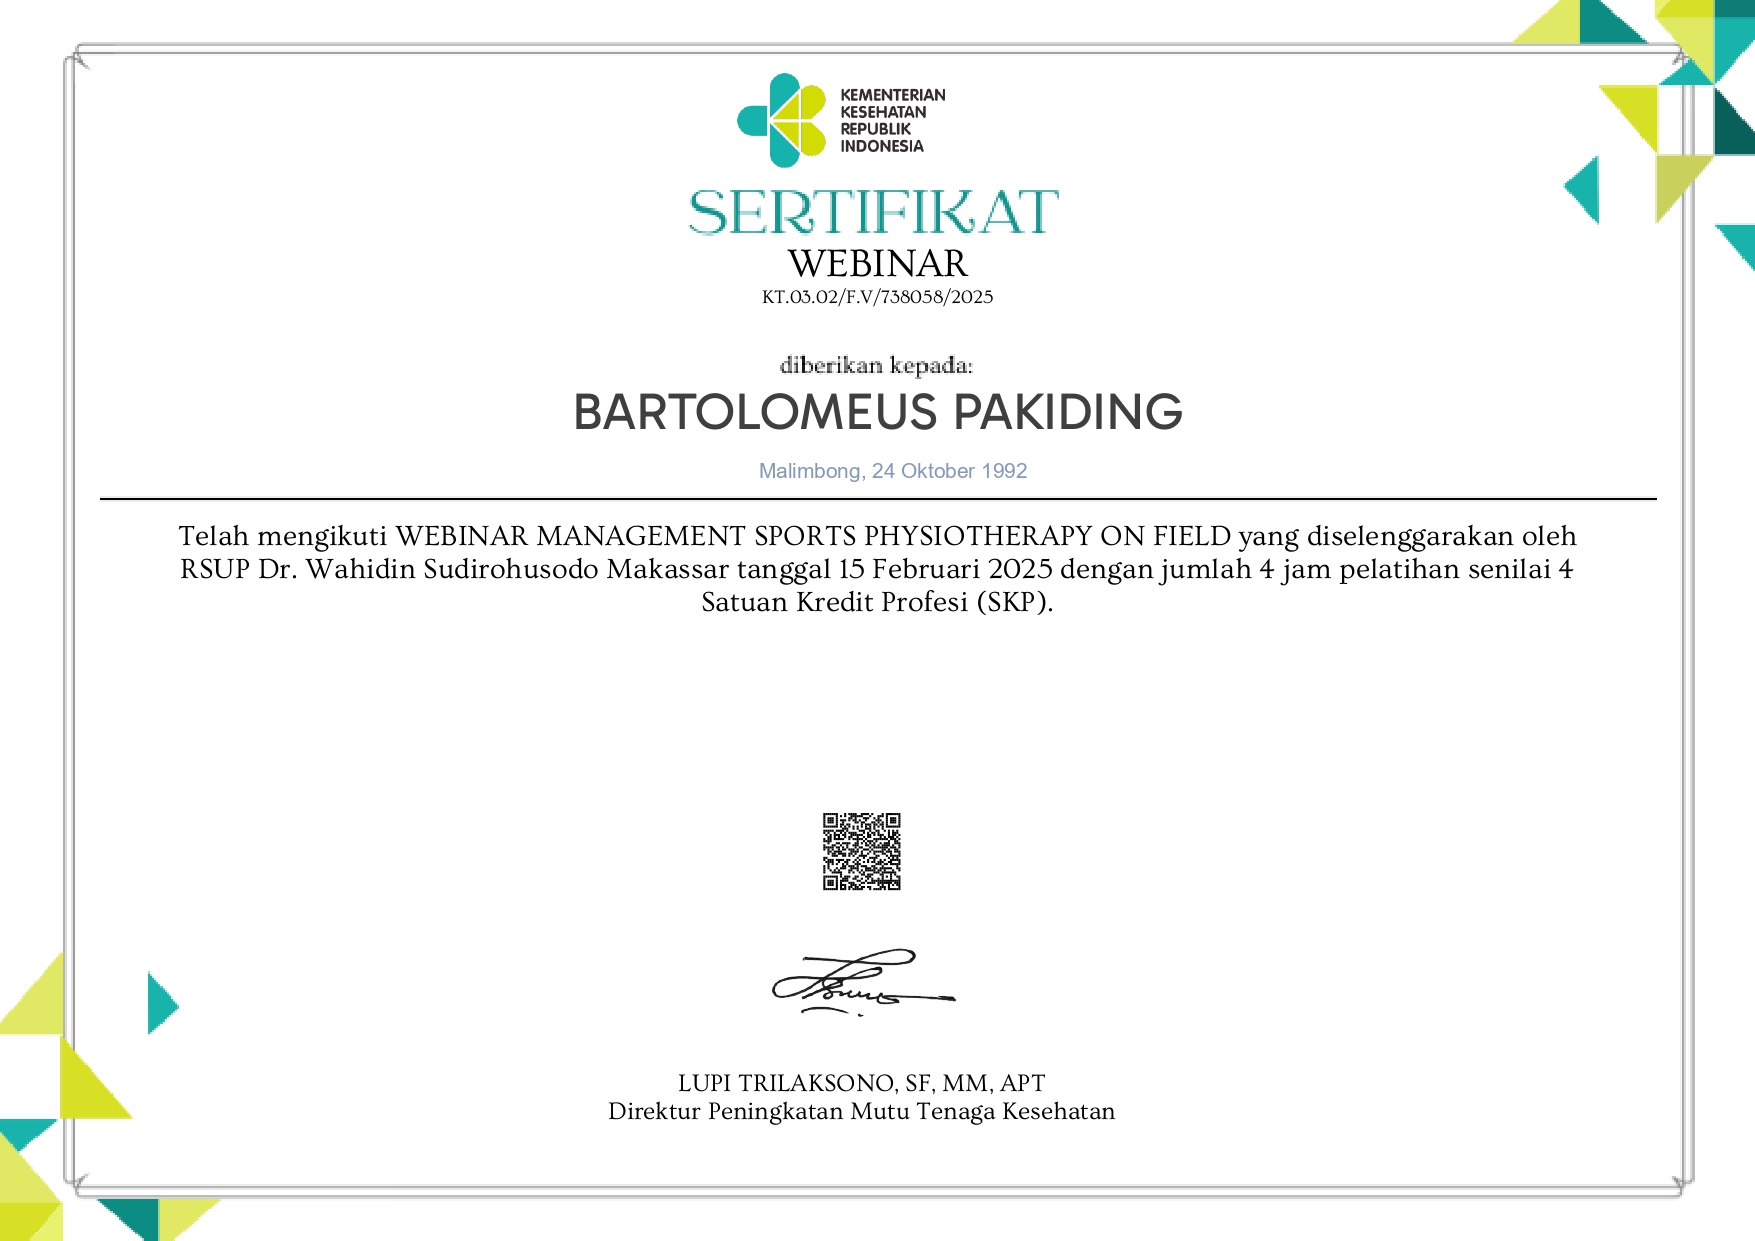 KEMENTERIAN
KESEHATAN
REPUBLIK
INDONESIA
SERTIFIKAT
WEBINAR
KT.03.02/F.V/738058/2025
diberikan kepada:
BARTOLOMEUS PAKIDING
Malimbong, 24 Oktober 1992
Telah mengikuti WEBINAR MANAGEMENT SPORTS PHYSIOTHERAPY ON FIELD yang diselenggarakan oleh
RSUP Dr. Wahidin Sudirohusodo Makassar tanggal 15 Februari 2025 dengan jumlah 4 jam pelatihan senilai 4
Satuan Kredit Profesi (SKP).
LUPI TRILAKSONO, SF, MM, APT
Direktur Peningkatan Mutu Tenaga Kesehatan